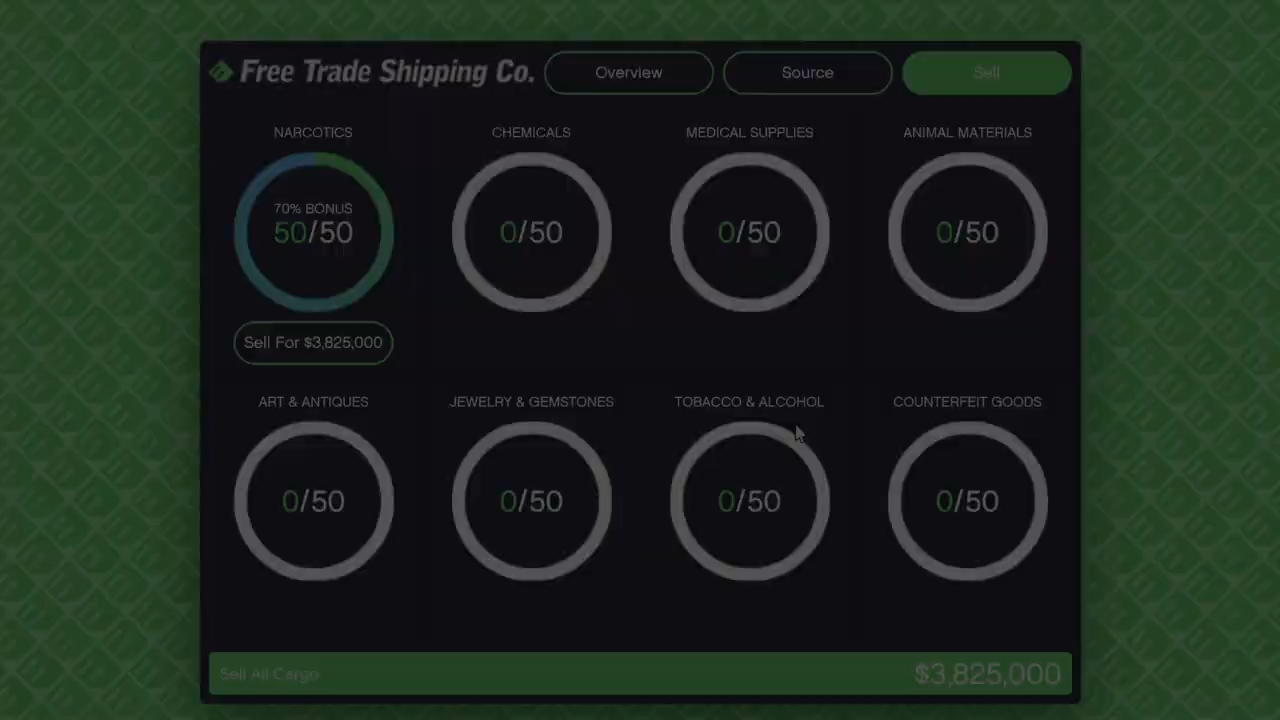 Free Trade Shipping Co.
Overview
Source
Sell
NARCOTICS
CHEMICALS
MEDICAL SUPPLIES
ANIMAL MATERIALS
70% BONUS
50/50
0/50
0/50
0/50
Sell For $3,825,000
ART & ANTIQUES
JEWELRY & GEMSTONES
TOBACCO & ALCOHOL
COUNTERFEIT GOODS
0/50
0/50
0/50
0/50
Sell All Cargo
$3,825,000